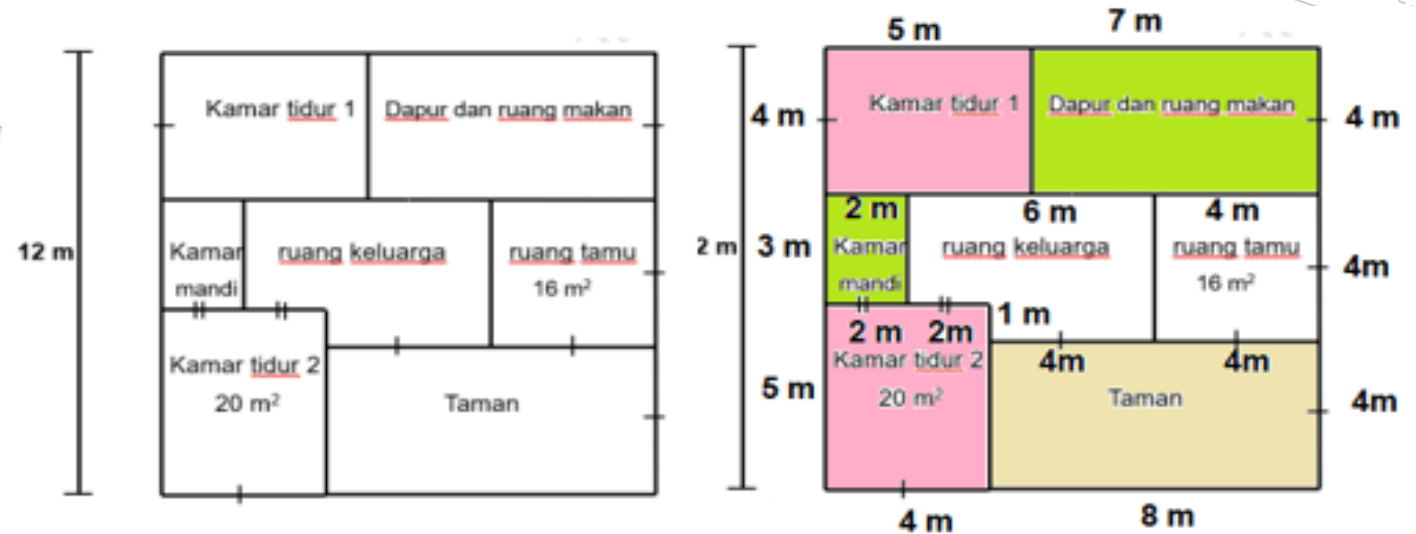 12 m
Kamar tidur 1
Dapur dan ruang makan
Kamar
mandi
ruang keluarga
ruang tamu
16 m²
Kamar tidur 2
20 m²
Taman
5 m
7 m
4 m
Kamar tidur 1
Dapur dan ruang makan
4 m
2 m
6 m
4 m
2 m
3 m
Kamar
mandi
ruang keluarga
ruang tamu
16 m²
4m
2 m
2m
1 m
4m
4m
5 m
Kamar tidur 2
20 m²
Taman
4m
4 m
8 m